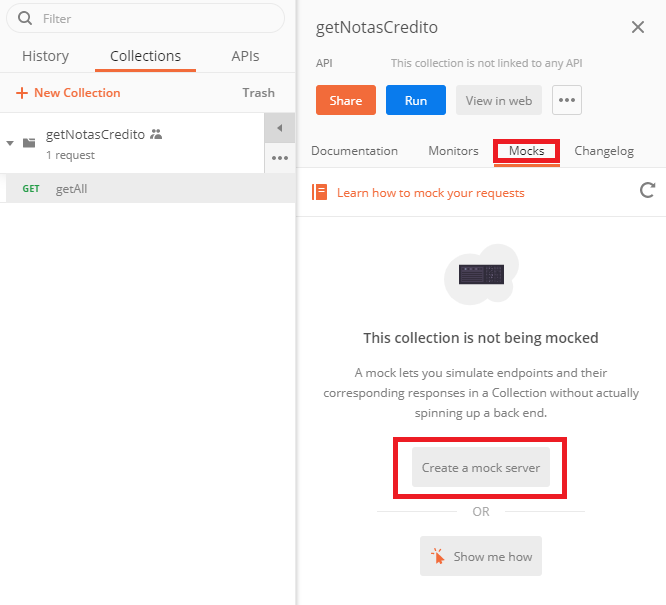 Filter
History
Collections
APIs
+ New Collection
Trash
getNotasCredito
1 request
GET getAll
getNotasCredito
API
This collection is not linked to any API
Share
Run
View in web
Documentation
Monitors
Mocks
Changelog
Learn how to mock your requests
This collection is not being mocked
A mock lets you simulate endpoints and their
corresponding responses in a Collection without actually
spinning up a back end.
Create a mock server
OR
Show me how